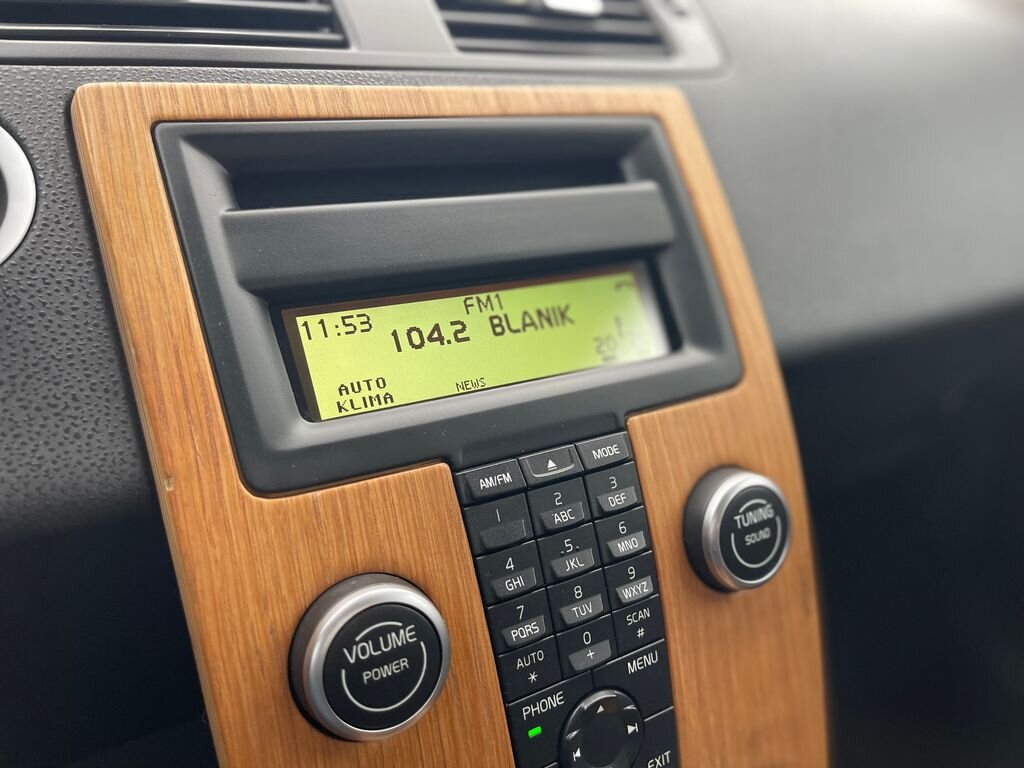 11:53
FM1
104.2 BLANIK
20
AUTO
KLIMA
NEWS
AM/FM
MODE
1
2
ABC
3
DEF
4
GHI
5
JKL
6
MNO
7
PQRS
8
TUV
9
WXYZ
AUTO
*
0
+
SCAN
#
PHONE
MENU
EXIT
VOLUME
POWER
TUNING
SOUND